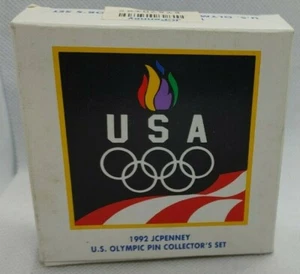 USA
1992 JCPENNEY
U.S. OLYMPIC PIN COLLECTOR'S SET